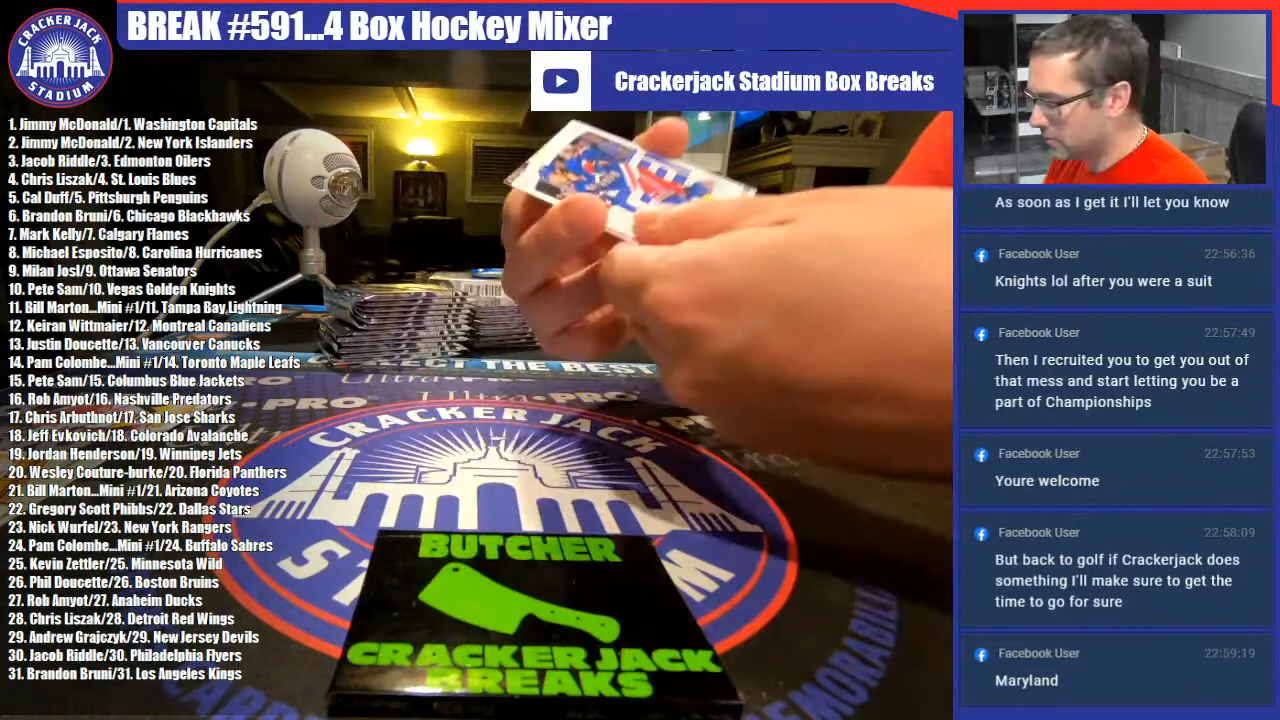 BREAK #591...4 Box Hockey Mixer
CRACKER JACK
STADIUM
Crackerjack Stadium Box Breaks
1. Jimmy McDonald/1. Washington Capitals
2. Jimmy McDonald/2. New York Islanders
3. Jacob Riddle/3. Edmonton Oilers
4. Chris Liszak/4. St. Louis Blues
5. Cal Duff/5. Pittsburgh Penguins
6. Brandon Bruni/6. Chicago Blackhawks
7. Mark Kelly/7. Calgary Flames
8. Michael Esposito/8. Carolina Hurricanes
9. Milan Josl/9. Ottawa Senators
10. Pete Sam/10. Vegas Golden Knights
11. Bill Marton...Mini #1/11. Tampa Bay Lightning
12. Keiran Wittmaier/12. Montreal Canadiens
13. Justin Doucette/13. Vancouver Canucks
14. Pam Colombe...Mini #1/14. Toronto Maple Leafs
15. Pete Sam/15. Columbus Blue Jackets
16. Rob Amyot/16. Nashville Predators
17. Chris Arbuthnot/17. San Jose Sharks
18. Jeff Evkovich/18. Colorado Avalanche
19. Jordan Henderson/19. Winnipeg Jets
20. Wesley Couture-burke/20. Florida Panthers
21. Bill Marton...Mini #1/21. Arizona Coyotes
22. Gregory Scott Phibbs/22. Dallas Stars
23. Nick Wurfel/23. New York Rangers
24. Pam Colombe...Mini #1/24. Buffalo Sabres
25. Kevin Zettler/25. Minnesota Wild
26. Phil Doucette/26. Boston Bruins
27. Rob Amyot/27. Anaheim Ducks
28. Chris Liszak/28. Detroit Red Wings
29. Andrew Grajczyk/29. New Jersey Devils
30. Jacob Riddle/30. Philadelphia Flyers
31. Brandon Bruni/31. Los Angeles Kings
LECT THE BEST
Ultra•PRO
Ultra•PRO
CRACKER JACK
BUTCHER
CRACKERJACK
BREAKS
As soon as I get it I'll let you know
Facebook User 22:56:36
Knights lol after you were a suit
Facebook User 22:57:49
Then I recruited you to get you out of
that mess and start letting you be a
part of Championships
Facebook User 22:57:53
Youre welcome
Facebook User 22:58:09
But back to golf if Crackerjack does
something I'll make sure to get the
time to go for sure
Facebook User 22:59:19
Maryland